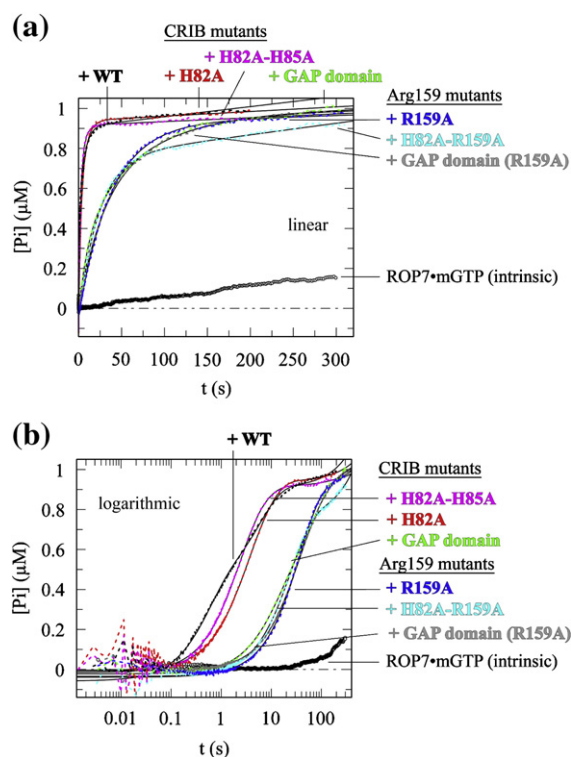 (a)
CRIB mutants
+ H82A-H85A
+ WT
+ H82A
+ GAP domain
Arg159 mutants
+ R159A
+ H82A-R159A
+ GAP domain (R159A)
linear
ROP7•mGTP (intrinsic)
[Pi] (µM)
1
0.8
0.6
0.4
0.2
0
0 50 100 150 200 250 300
t (s)
(b)
+ WT
logarithmic
CRIB mutants
+ H82A-H85A
+ H82A
+ GAP domain
Arg159 mutants
+ R159A
+ H82A-R159A
+ GAP domain (R159A)
ROP7•mGTP (intrinsic)
[Pi] (µM)
1
0.8
0.6
0.4
0.2
0
0.01 0.1 1 10 100
t (s)